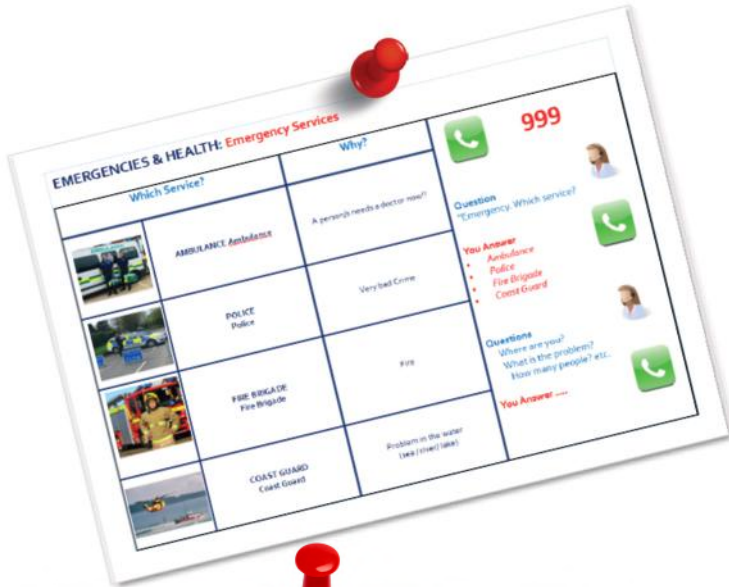 EMERGENCIES & HEALTH: Emergency Services
Which Service?
Why?
AMBULANCE Ambulance
A person/s needs a doctor now!!
POLICE
Police
Very bad Crime
FIRE BRIGADE
Fire Brigade
Fire
COAST GUARD
Coast Guard
Problem in the water
(sea / river/ lake)
999
Question
"Emergency. Which service?
You Answer
• Ambulance
• Police
• Fire Brigade
• Coast Guard
Questions
Where are you?
What is the problem?
How many people? etc..
You Answer ....